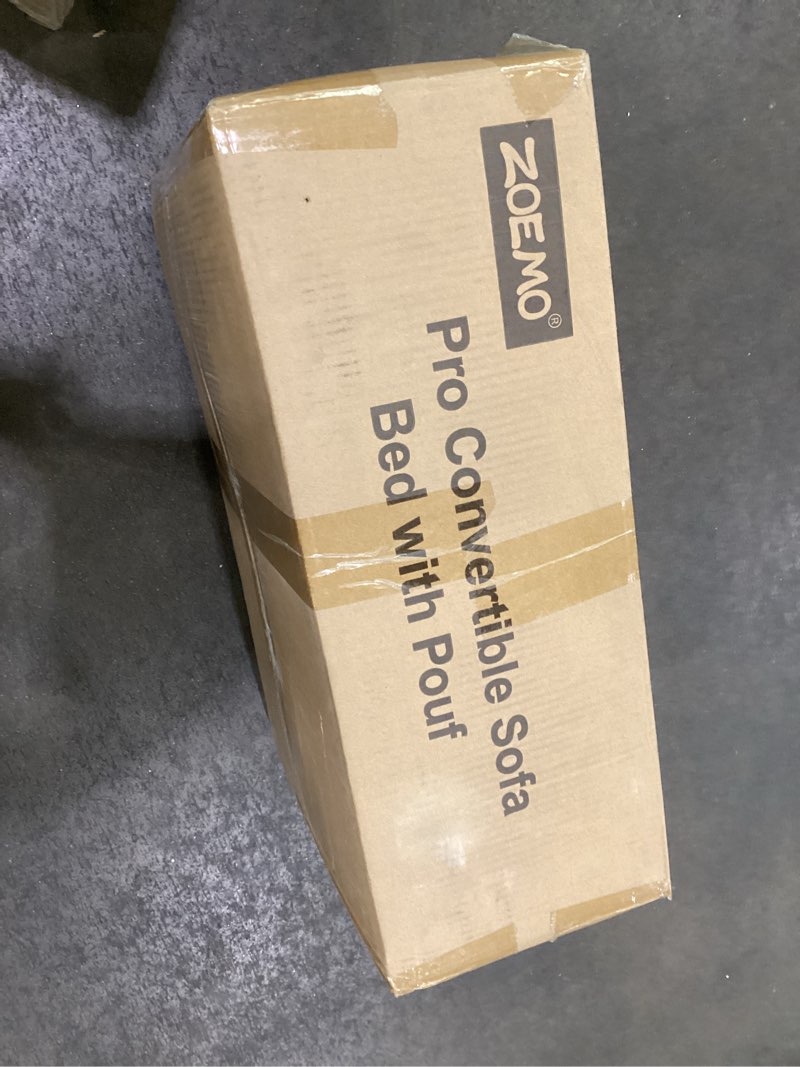 ZOEMO®
Pro Convertible Sofa
Bed with Pouf